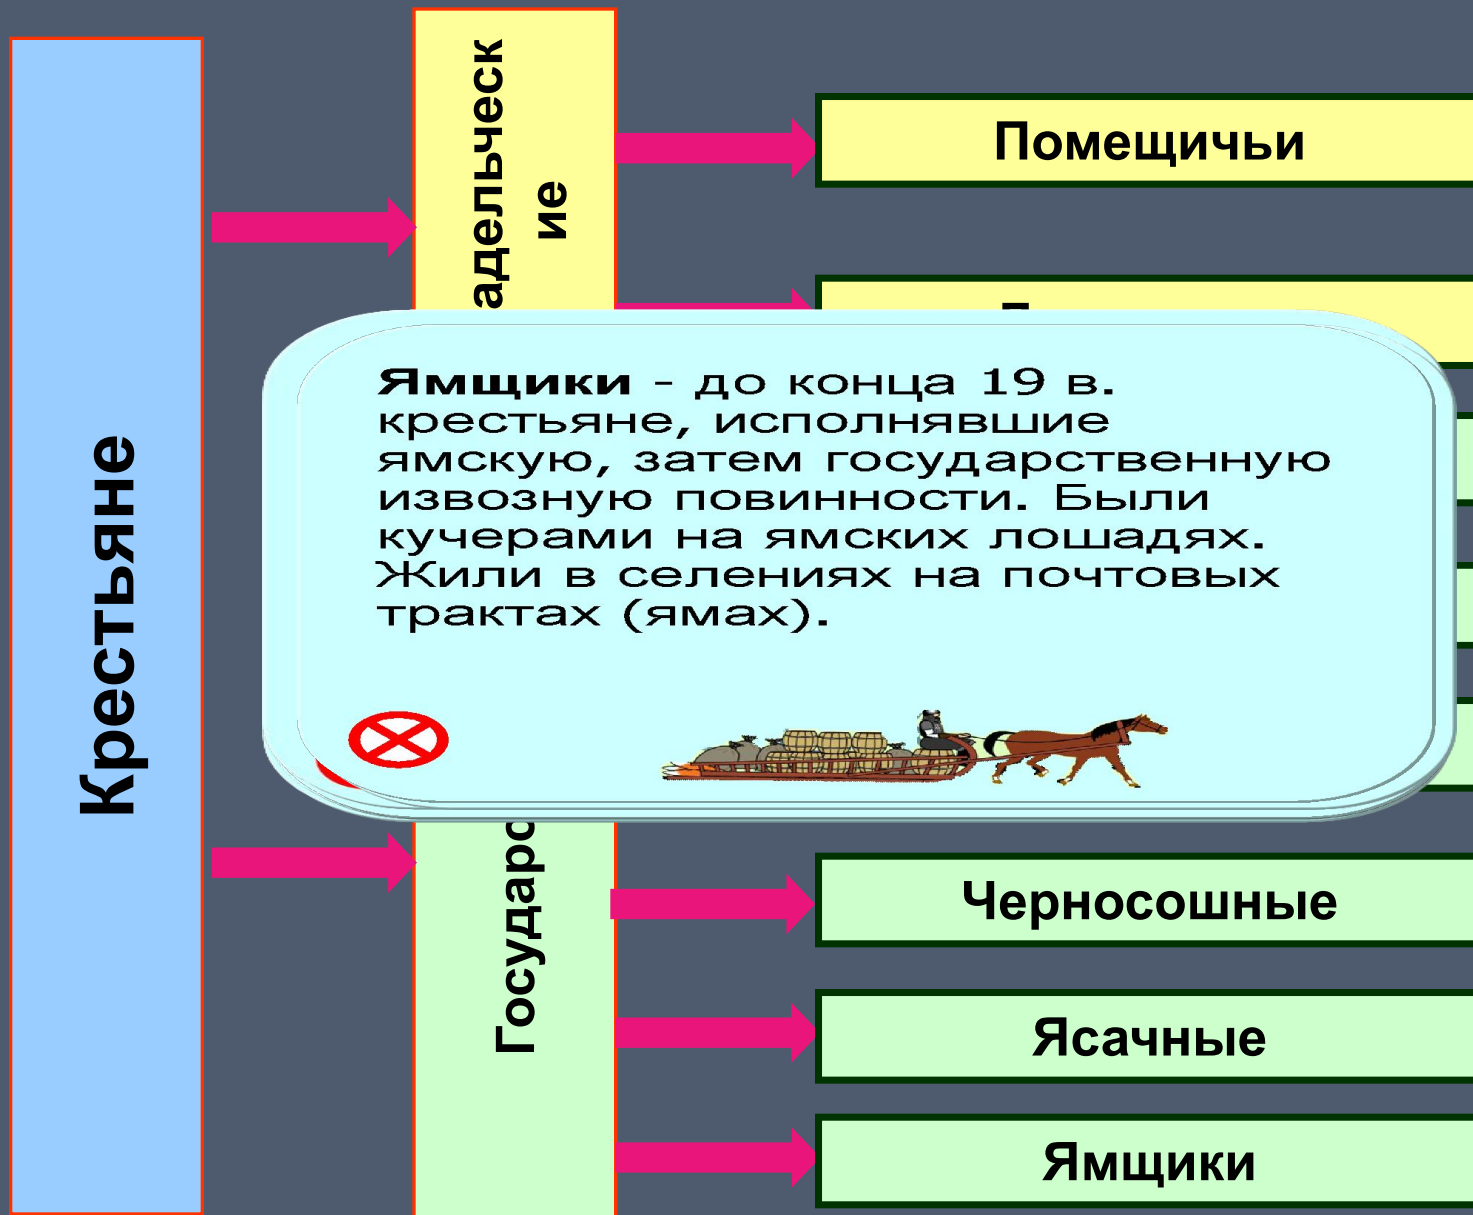 Крестьяне
адельческ
ие
Помещичьи
Ямщики - до конца 19 в.
крестьяне, исполнявшие
ямскую, затем государственную
извозную повинности. Были
кучерами на ямских лошадях.
Жили в селениях на почтовых
трактах (ямах).
Государс
Черносошные
Ясачные
Ямщики